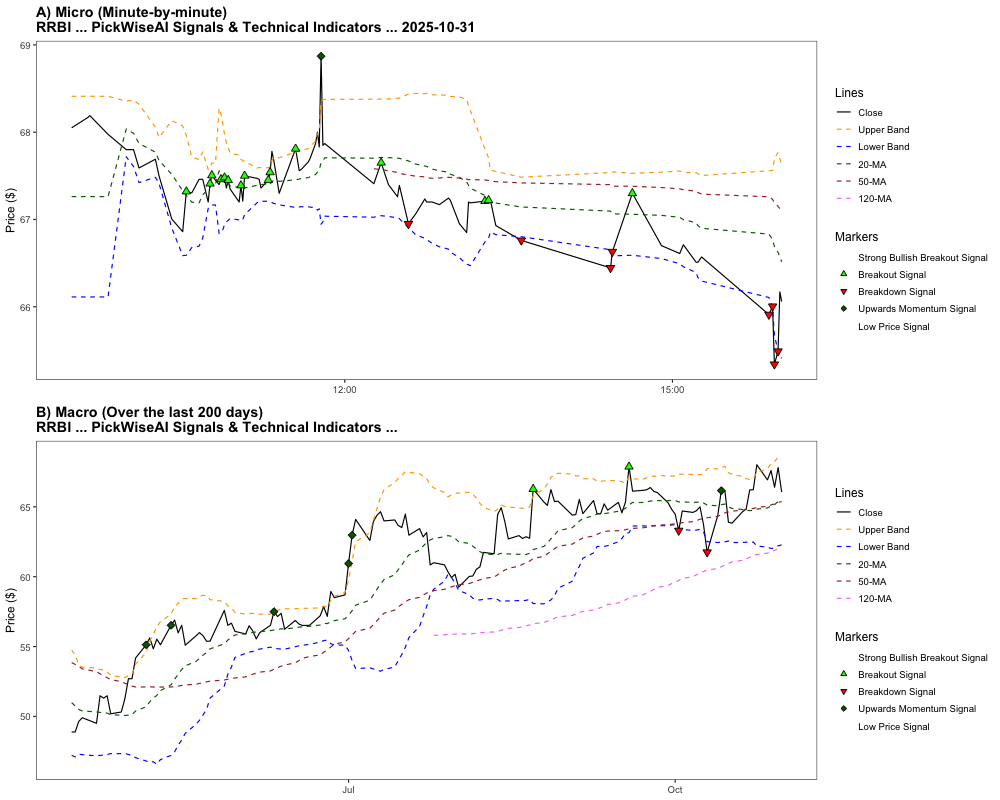 A) Micro (Minute-by-minute)
RRBI ... PickWiseAI Signals & Technical Indicators ... 2025-10-31
69
68
67
66
Price ($)
12:00
15:00
Lines
Close
Upper Band
Lower Band
20-MA
50-MA
120-MA
Markers
Strong Bullish Breakout Signal
Breakout Signal
Breakdown Signal
Upwards Momentum Signal
Low Price Signal
B) Macro (Over the last 200 days)
RRBI ... PickWiseAI Signals & Technical Indicators ...
65
60
55
50
Price ($)
Jul
Oct
Lines
Close
Upper Band
Lower Band
20-MA
50-MA
120-MA
Markers
Strong Bullish Breakout Signal
Breakout Signal
Breakdown Signal
Upwards Momentum Signal
Low Price Signal